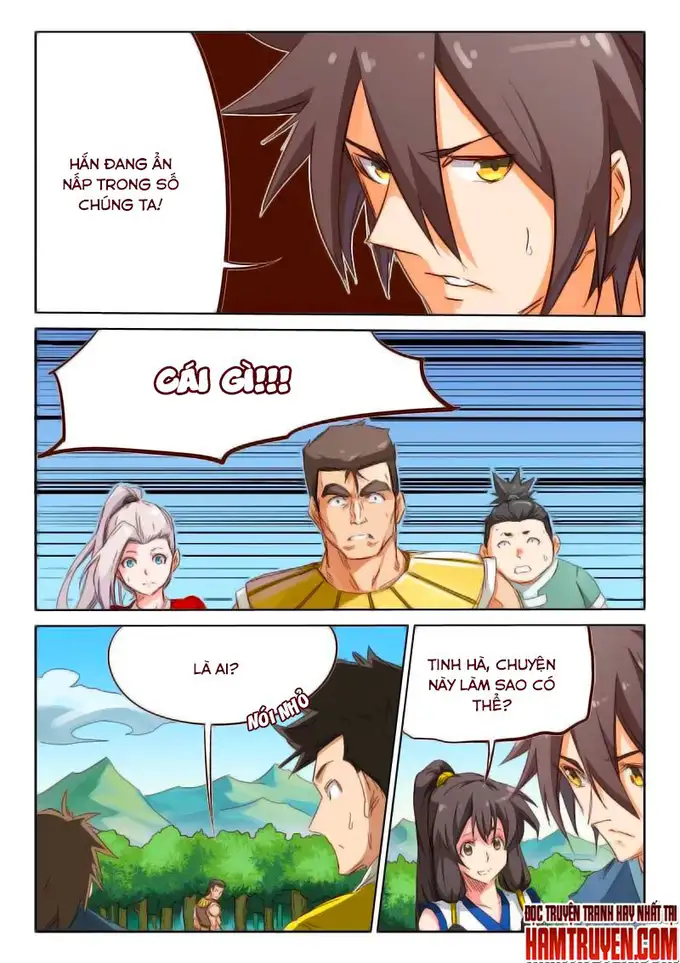 HẮN ĐANG ẨN
NẤP TRONG SỐ
CHÚNG TA!
CÁI GÌ!!!
LÀ AI?
NÓI NHỎ
TINH HÀ, CHUYỆN
NÀY LÀM SAO CÓ
THỂ?
ĐỌC TRUYỆN TRANH HAY NHẤT TẠI
HAMTRUYEN.COM